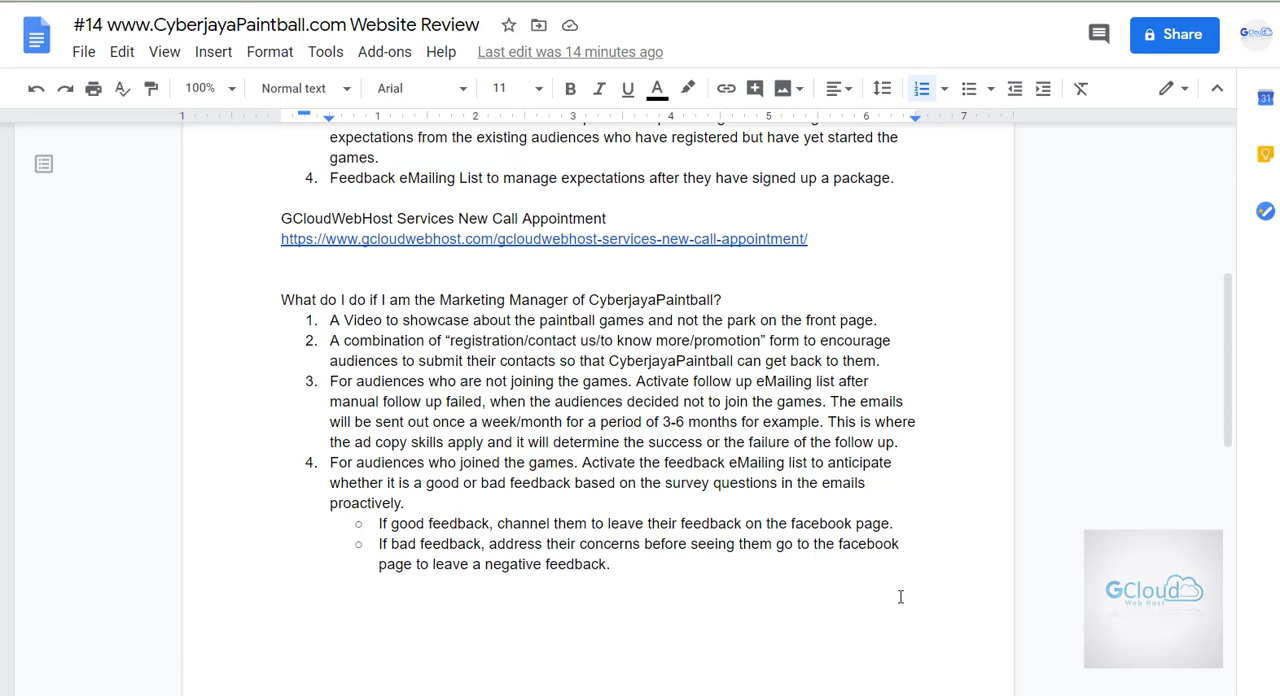 #14 www.CyberjayaPaintball.com Website Review
File Edit View Insert Format Tools Add-ons Help Last edit was 14 minutes ago
Share
GCloud
100% Normal text Arial 11 B I U A
31
1 1 2 3 4 5 6 7
expectations from the existing audiences who have registered but have yet started the
games.
4. Feedback eMailing List to manage expectations after they have signed up a package.
GCloudWebHost Services New Call Appointment
https://www.gcloudwebhost.com/gcloudwebhost-services-new-call-appointment/
What do I do if I am the Marketing Manager of CyberjayaPaintball?
1. A Video to showcase about the paintball games and not the park on the front page.
2. A combination of “registration/contact us/to know more/promotion” form to encourage
audiences to submit their contacts so that CyberjayaPaintball can get back to them.
3. For audiences who are not joining the games. Activate follow up eMailing list after
manual follow up failed, when the audiences decided not to join the games. The emails
will be sent out once a week/month for a period of 3-6 months for example. This is where
the ad copy skills apply and it will determine the success or the failure of the follow up.
4. For audiences who joined the games. Activate the feedback eMailing list to anticipate
whether it is a good or bad feedback based on the survey questions in the emails
proactively.
○ If good feedback, channel them to leave their feedback on the facebook page.
○ If bad feedback, address their concerns before seeing them go to the facebook
page to leave a negative feedback.
GCloud
Web Host